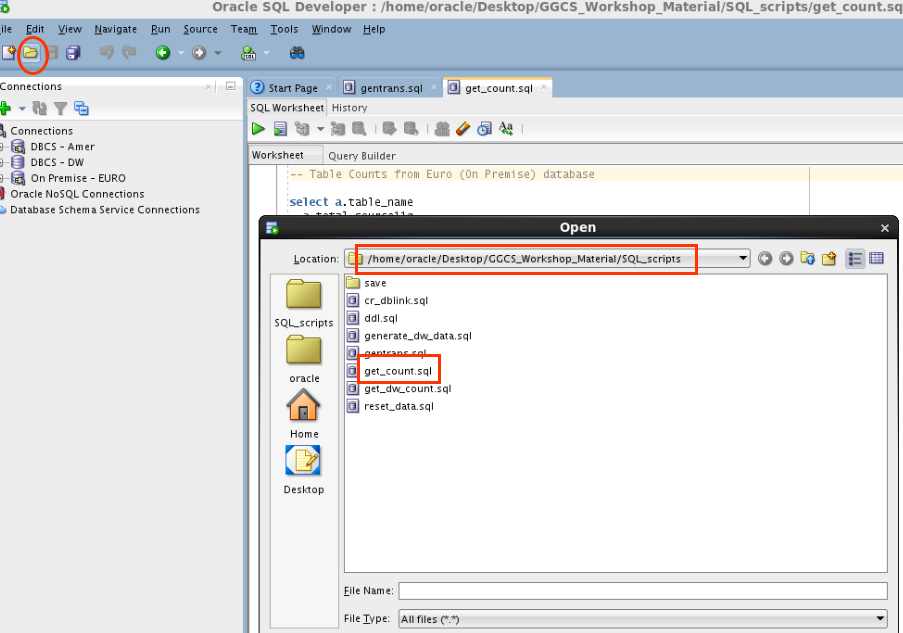 Oracle SQL Developer : /home/oracle/Desktop/GGCS_Workshop_Material/SQL_scripts/get_count.sq
ile Edit View Navigate Run Source Team Tools Window Help
Connections
Start Page gentrans.sql get_count.sql
SQL Worksheet History
Connections
DBCS - Amer
DBCS - DW
On Premise - EURO
Oracle NoSQL Connections
Database Schema Service Connections
Worksheet Query Builder
-- Table Counts from Euro (On Premise) database
select a.table_name
Open
Location: /home/oracle/Desktop/GGCS_Workshop_Material/SQL_scripts
SQL_scripts
oracle
Home
Desktop
save
cr_dblink.sql
ddl.sql
generate_dw_data.sql
gentrans.sql
get_count.sql
get_dw_count.sql
reset_data.sql
File Name:
File Type: All files (*.*)